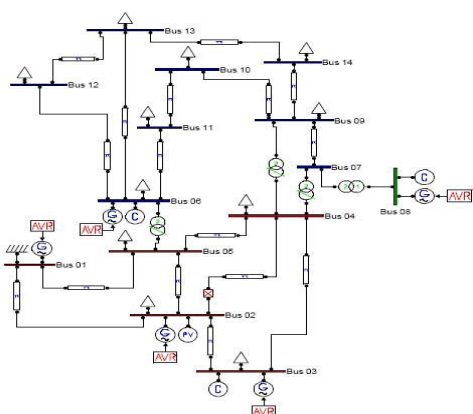 Bus 13
Bus 14
Bus 10
Bus 12
Bus 09
Bus 11
Bus 07
C
G
AVR
Bus 08
Bus 06
AVR
G
C
Bus 04
AVR
G
Bus 05
Bus 01
Bus 02
G
PV
AVR
Bus 03
C
G
AVR